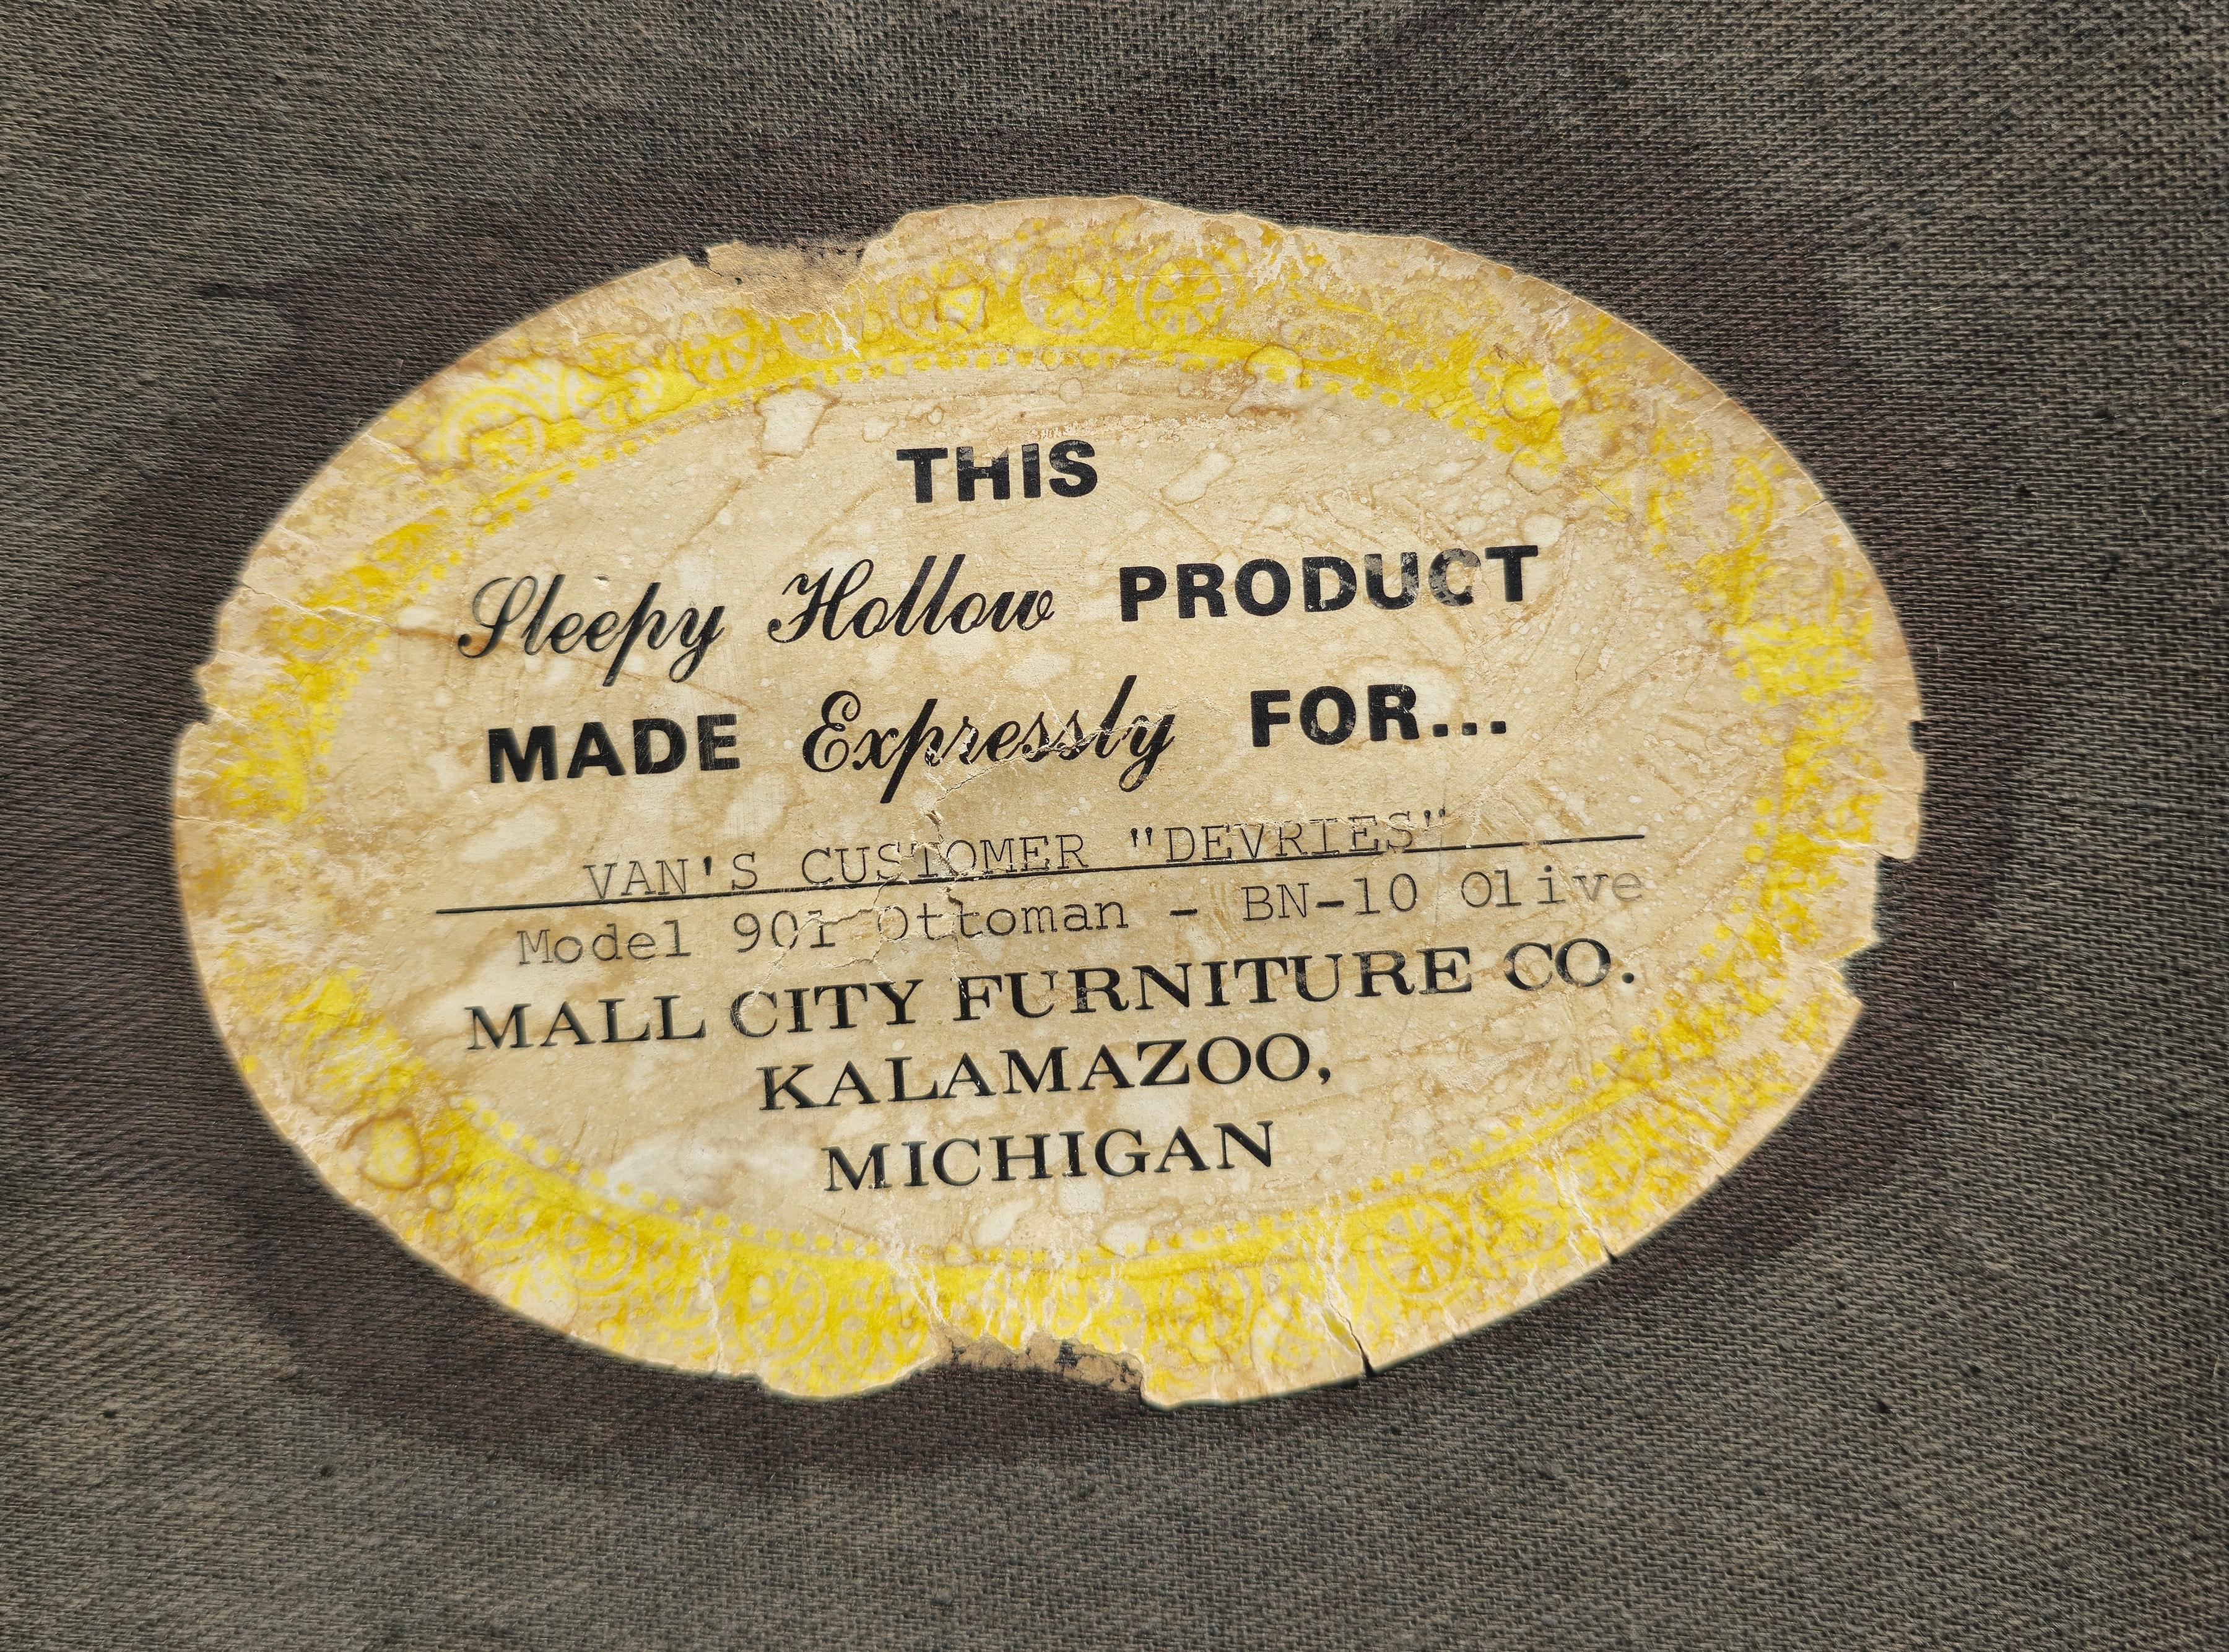 THIS
Sleepy Hollow PRODUCT
MADE Expressly FOR...
VAN'S CUSTOMER "DEVRIES"
Model 901 Ottoman - BN-10 Olive
MALL CITY FURNITURE CO.
KALAMAZOO,
MICHIGAN